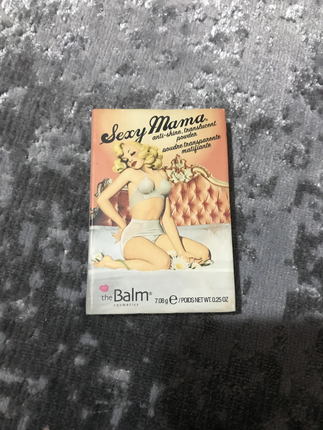 Sexy Mama
anti-shine, translucent
powder
poudre transparente
matifiante
the Balm®
cosmetics
7.08 g ℮ / POIDS NET WT. 0.25 OZ